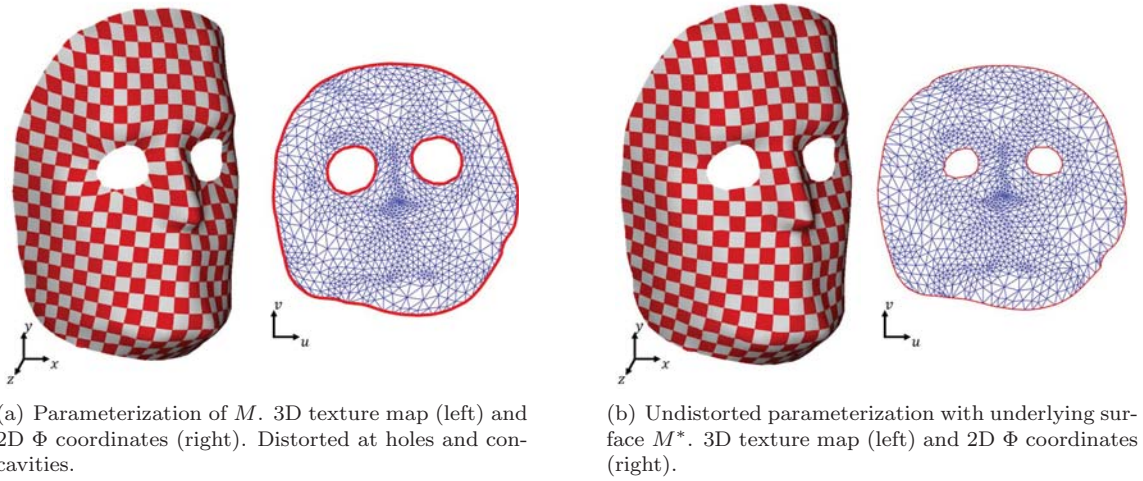 y
x
z
v
u
y
x
z
v
u
(a) Parameterization of M. 3D texture map (left) and
2D Φ coordinates (right). Distorted at holes and con-
cavities.
(b) Undistorted parameterization with underlying sur-
face M*. 3D texture map (left) and 2D Φ coordinates
(right).